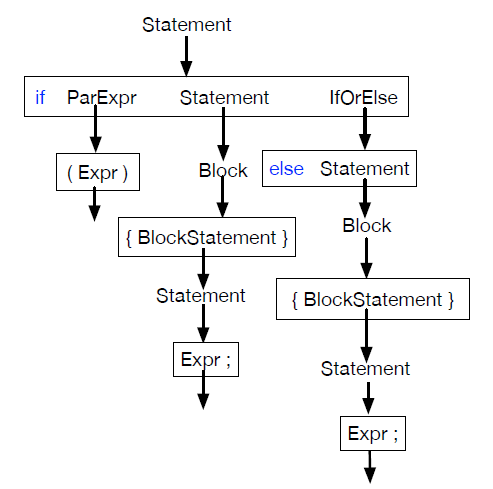 Statement
if ParExpr Statement IfOrElse
( Expr )
Block
else Statement
{ BlockStatement }
Block
Statement
{ BlockStatement }
Expr ;
Statement
Expr ;